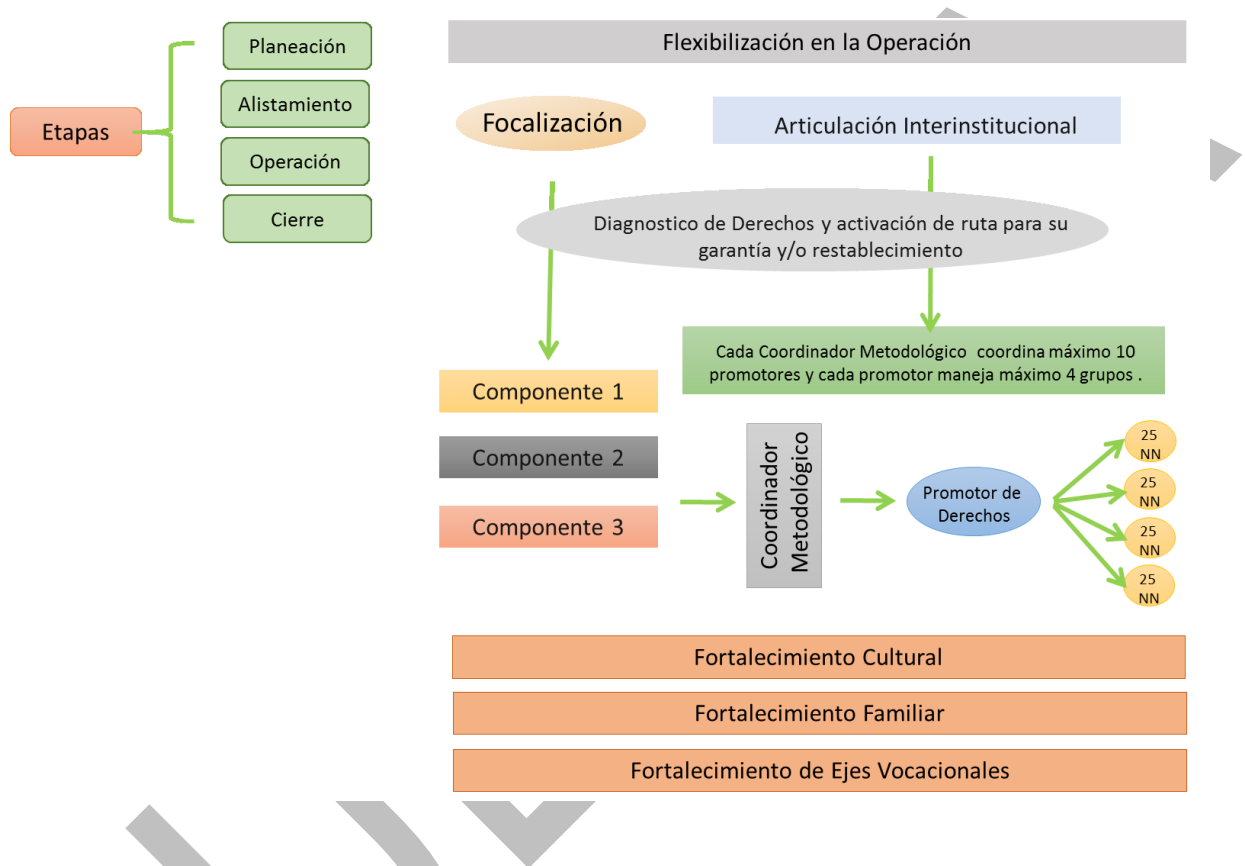 Etapas
Planeación
Alistamiento
Operación
Cierre
Flexibilización en la Operación
Focalización
Articulación Interinstitucional
Diagnostico de Derechos y activación de ruta para su
garantía y/o restablecimiento
Cada Coordinador Metodológico coordina máximo 10
promotores y cada promotor maneja máximo 4 grupos .
Componente 1
Componente 2
Componente 3
Coordinador
Metodológico
Promotor de
Derechos
25
NN
25
NN
25
NN
25
NN
Fortalecimiento Cultural
Fortalecimiento Familiar
Fortalecimiento de Ejes Vocacionales